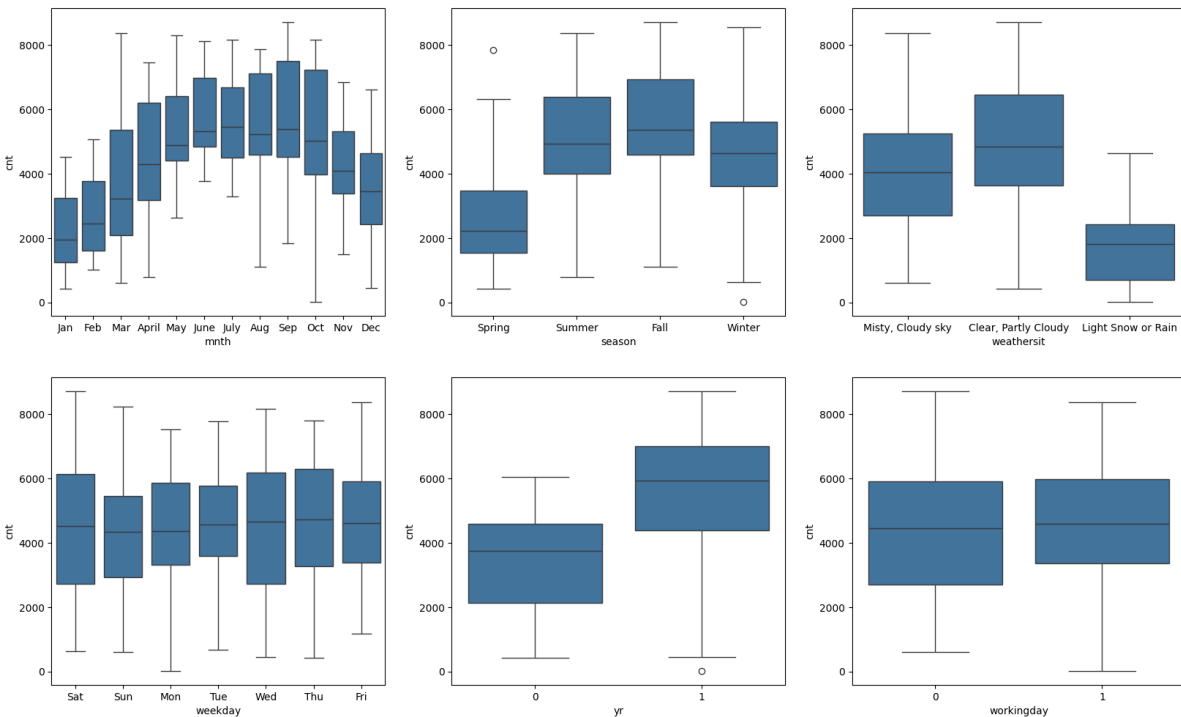 8000
6000
4000
2000
0
cnt
Jan Feb Mar April May June July Aug Sep Oct Nov Dec
mnth
8000
6000
4000
2000
0
cnt
Spring Summer Fall Winter
season
8000
6000
4000
2000
0
cnt
Misty, Cloudy sky Clear, Partly Cloudy Light Snow or Rain
weathersit
8000
6000
4000
2000
0
cnt
Sat Sun Mon Tue Wed Thu Fri
weekday
8000
6000
4000
2000
0
cnt
0 1
yr
8000
6000
4000
2000
0
cnt
0 1
workingday